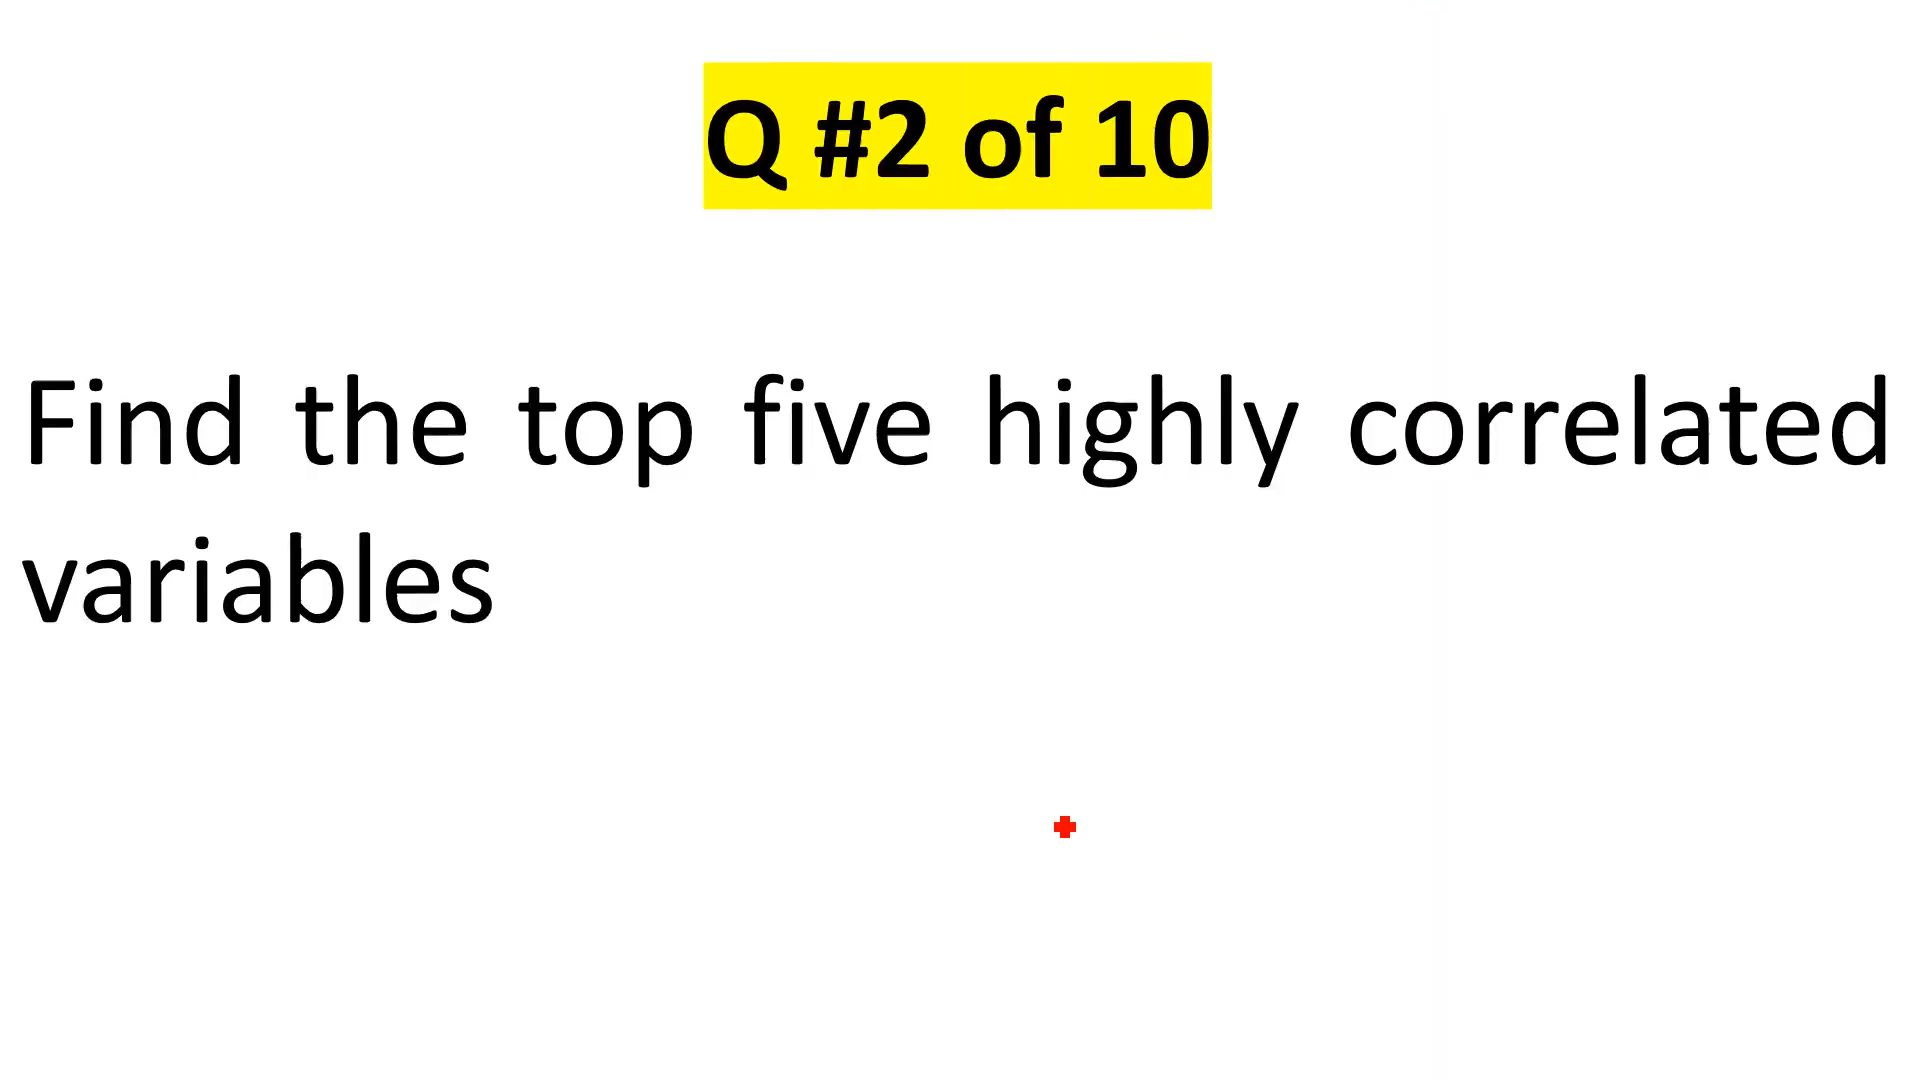 Q #2 of 10
Find the top five highly correlated
variables